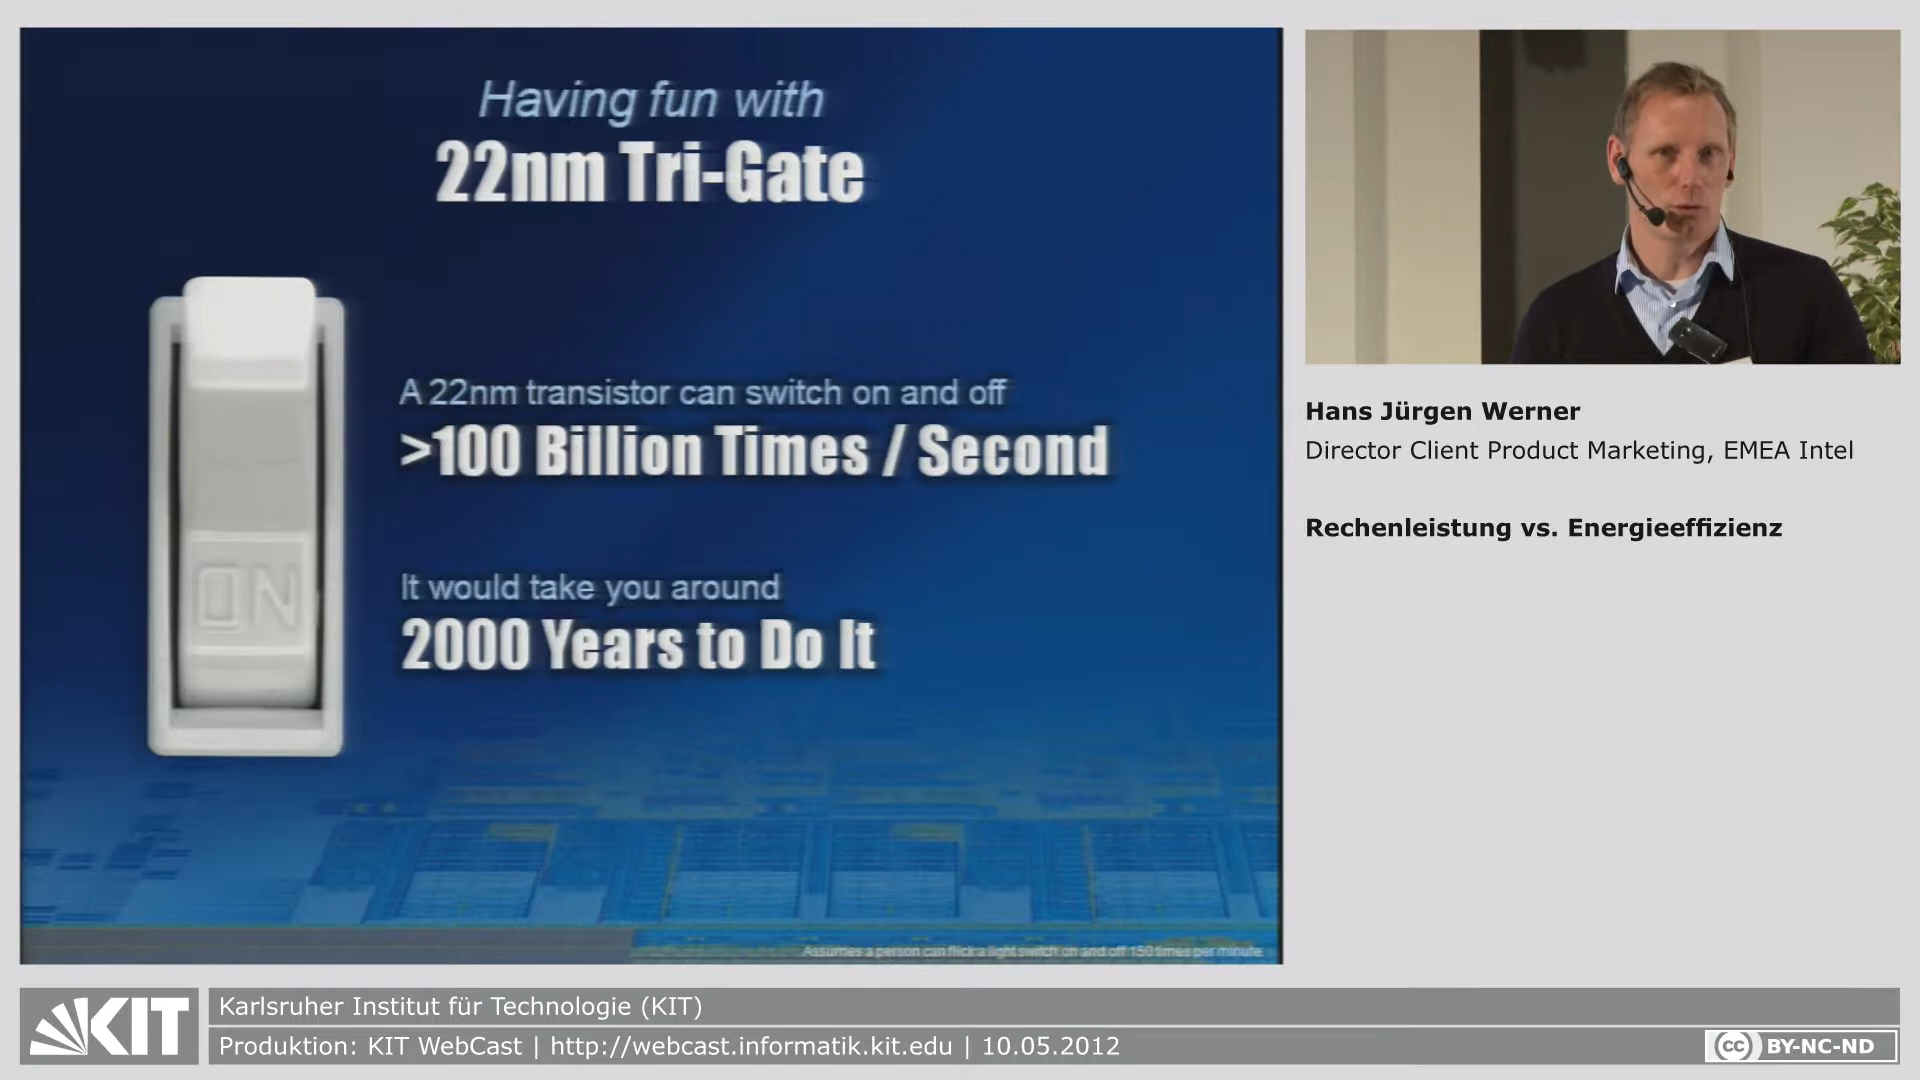 Having fun with
22nm Tri-Gate
A 22nm transistor can switch on and off
>100 Billion Times / Second
ON
It would take you around
2000 Years to Do It
Assumes a person can flick a light switch on and off 150 times per minute.
Hans Jürgen Werner
Director Client Product Marketing, EMEA Intel
Rechenleistung vs. Energieeffizienz
KIT
Karlsruher Institut für Technologie (KIT)
Produktion: KIT WebCast | http://webcast.informatik.kit.edu | 10.05.2012
cc BY-NC-ND